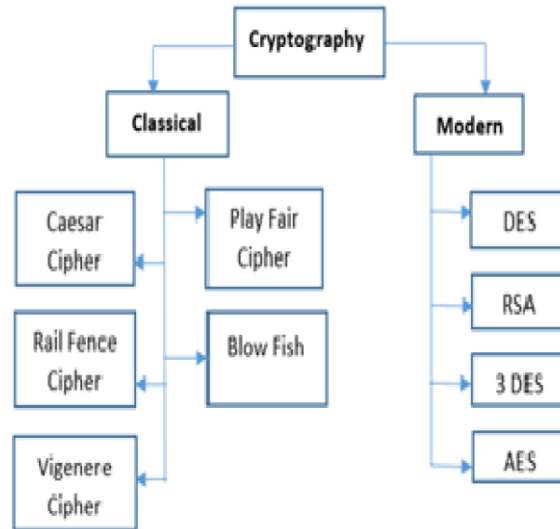 Cryptography
Classical
Modern
Caesar
Cipher
Play Fair
Cipher
DES
Rail Fence
Cipher
Blow Fish
RSA
3 DES
Vigenere
Cipher
AES